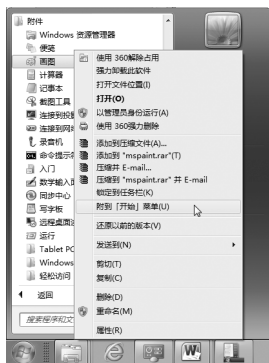 附件
Windows 资源管理器
便笺
画图
计算器
记事本
截图工具
连接到投
连接到网
录音机
命令提示符
入门
数学输入
同步中心
写字板
远程桌面
运行
Tablet PC
Windows
轻松访问
返回
搜索程序和文
使用 360解除占用
强力卸载此软件
打开文件位置(I)
打开(O)
以管理员身份运行(A)
使用 360强力删除
添加到压缩文件(A)...
添加到 "mspaint.rar"(T)
压缩并 E-mail...
压缩到 "mspaint.rar" 并 E-mail
锁定到任务栏(K)
附到「开始」菜单(U)
还原以前的版本(V)
发送到(N)
剪切(T)
复制(C)
删除(D)
重命名(M)
属性(R)